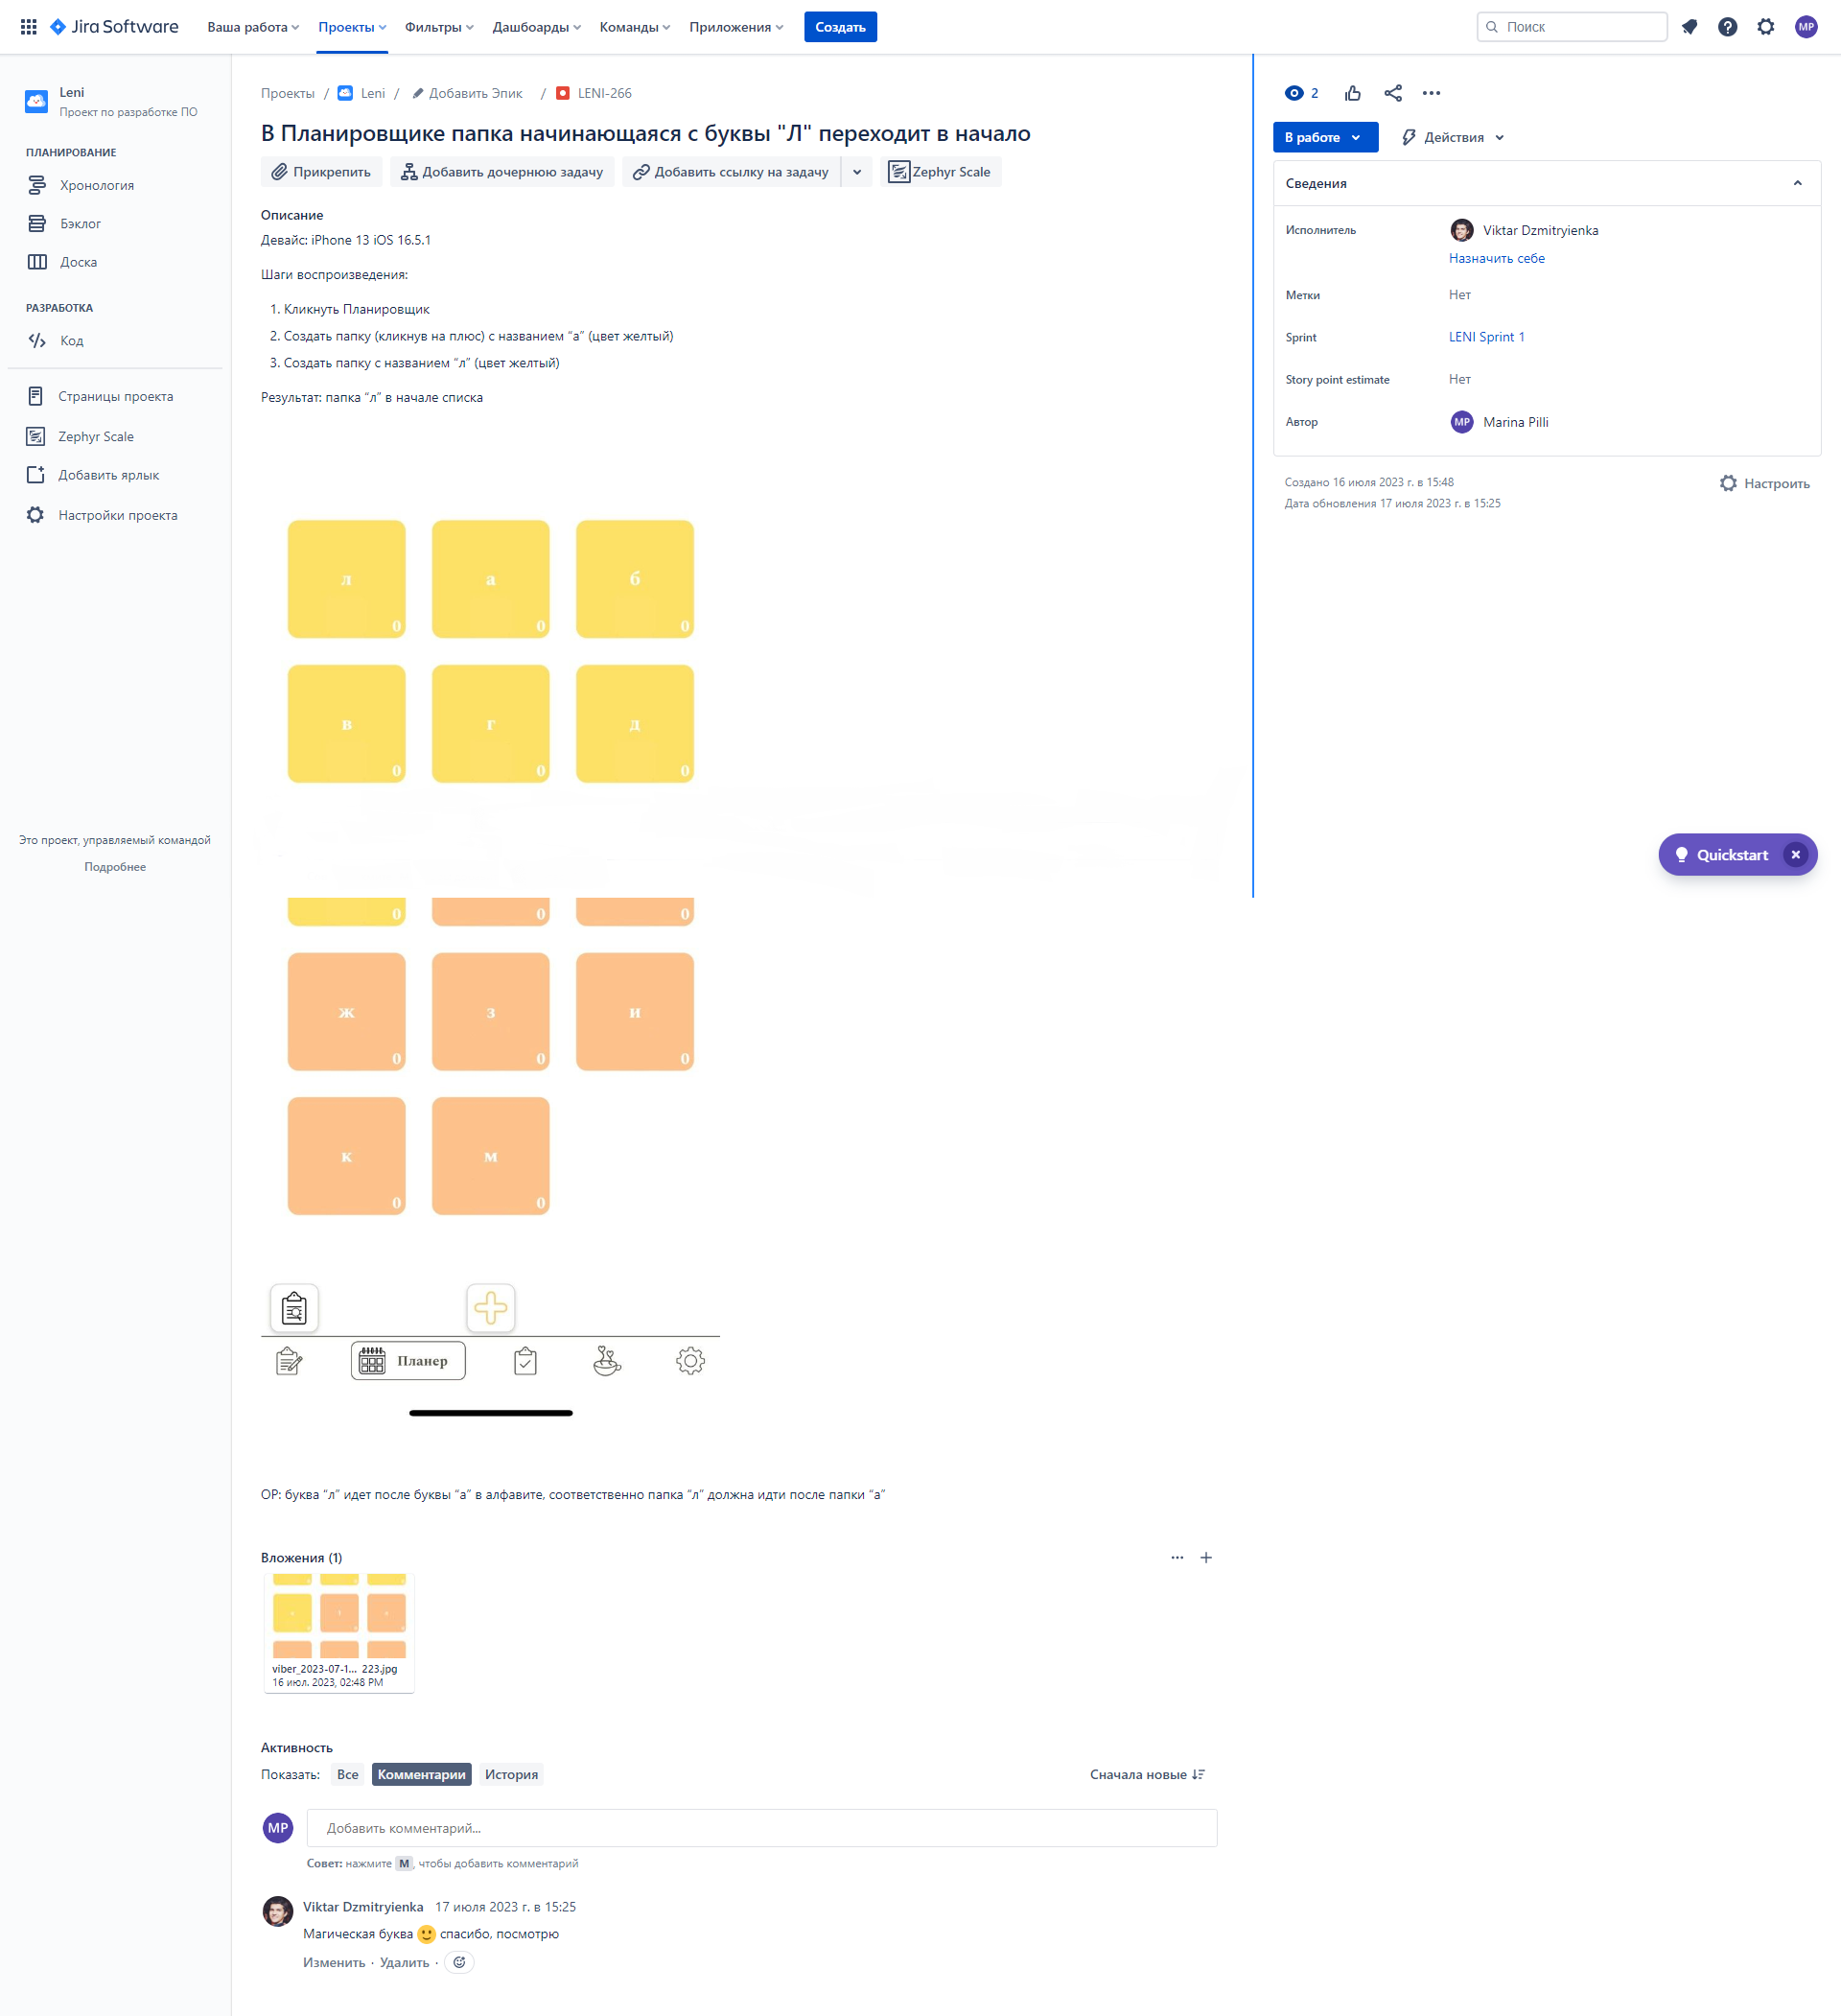 Jira Software
Ваша работа
Проекты
Фильтры
Дашбоарды
Команды
Приложения
Создать
Поиск
MP
Leni
Проект по разработке ПО
ПЛАНИРОВАНИЕ
Хронология
Бэклог
Доска
РАЗРАБОТКА
Код
Страницы проекта
Zephyr Scale
Добавить ярлык
Настройки проекта
Это проект, управляемый командой
Подробнее
Проекты / Leni / Добавить Эпик / LENI-266
В Планировщике папка начинающаяся с буквы "Л" переходит в начало
Прикрепить
Добавить дочернюю задачу
Добавить ссылку на задачу
Zephyr Scale
Описание
Девайс: iPhone 13 iOS 16.5.1
Шаги воспроизведения:
1. Кликнуть Планировщик
2. Создать папку (кликнув на плюс) с названием “а” (цвет желтый)
3. Создать папку с названием “л” (цвет желтый)
Результат: папка “л” в начале списка
л а б
0 0 0
в г д
0 0 0
0 0 0
ж з и
0 0 0
к м
0 0
Планер
ОР: буква “л” идет после буквы “а” в алфавите, соответственно папка “л” должна идти после папки “а”
Вложения (1)
viber_2023-07-1... 223.jpg
16 июл. 2023, 02:48 PM
Активность
Показать:
Все
Комментарии
История
Сначала новые
MP
Добавить комментарий...
Совет: нажмите M, чтобы добавить комментарий
Viktar Dzmitryienka 17 июля 2023 г. в 15:25
Магическая буква 🙂 спасибо, посмотрю
Изменить · Удалить ·
2
В работе
Действия
Сведения
Исполнитель
Viktar Dzmitryienka
Назначить себе
Метки
Нет
Sprint
LENI Sprint 1
Story point estimate
Нет
Автор
MP Marina Pilli
Создано 16 июля 2023 г. в 15:48
Дата обновления 17 июля 2023 г. в 15:25
Настроить
Quickstart